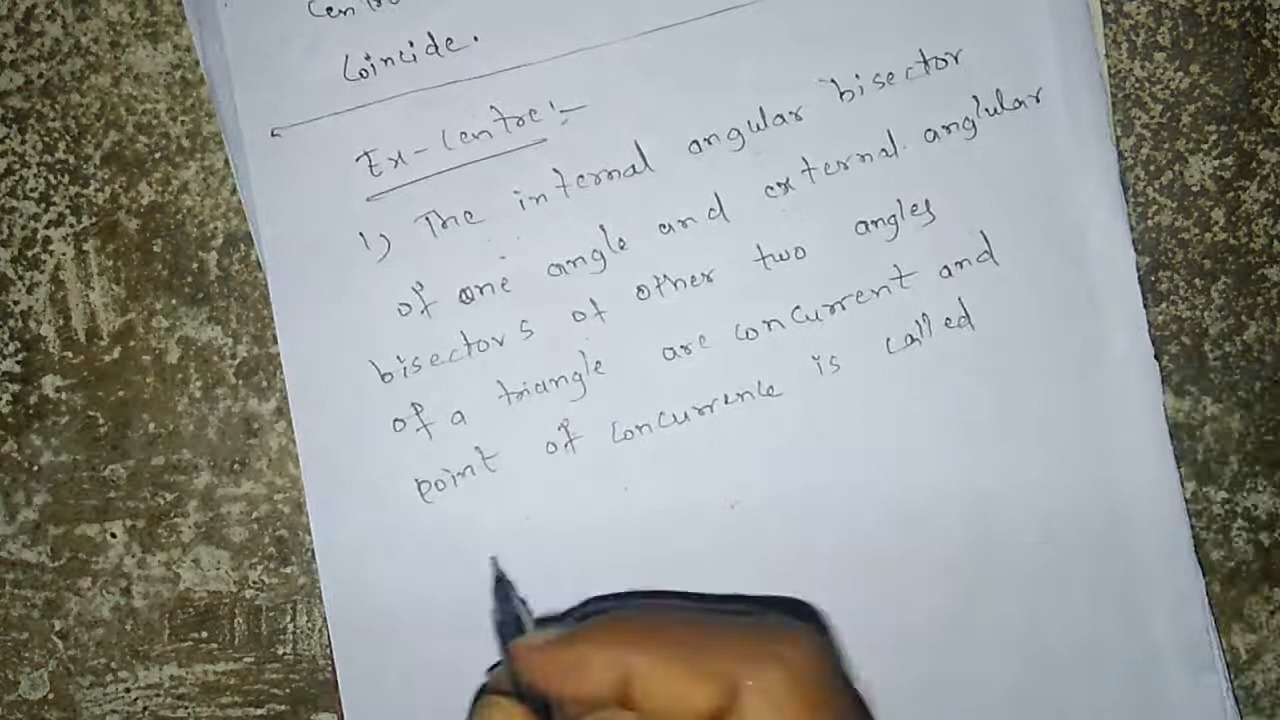 Coincide.
Ex-Centre:-
1) The internal angular bisector
of one angle and external anglular
bisectors of other two angles
of a triangle are concurrent and
point of concurrence is called